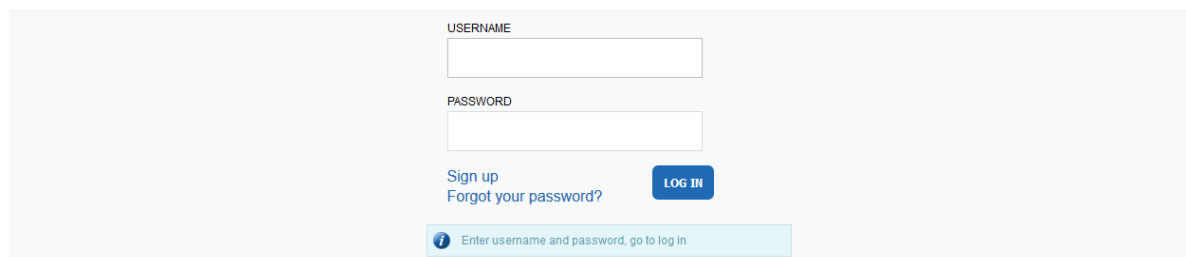 USERNAME
PASSWORD
Sign up
LOG IN
Forgot your password?
Enter username and password, go to log in